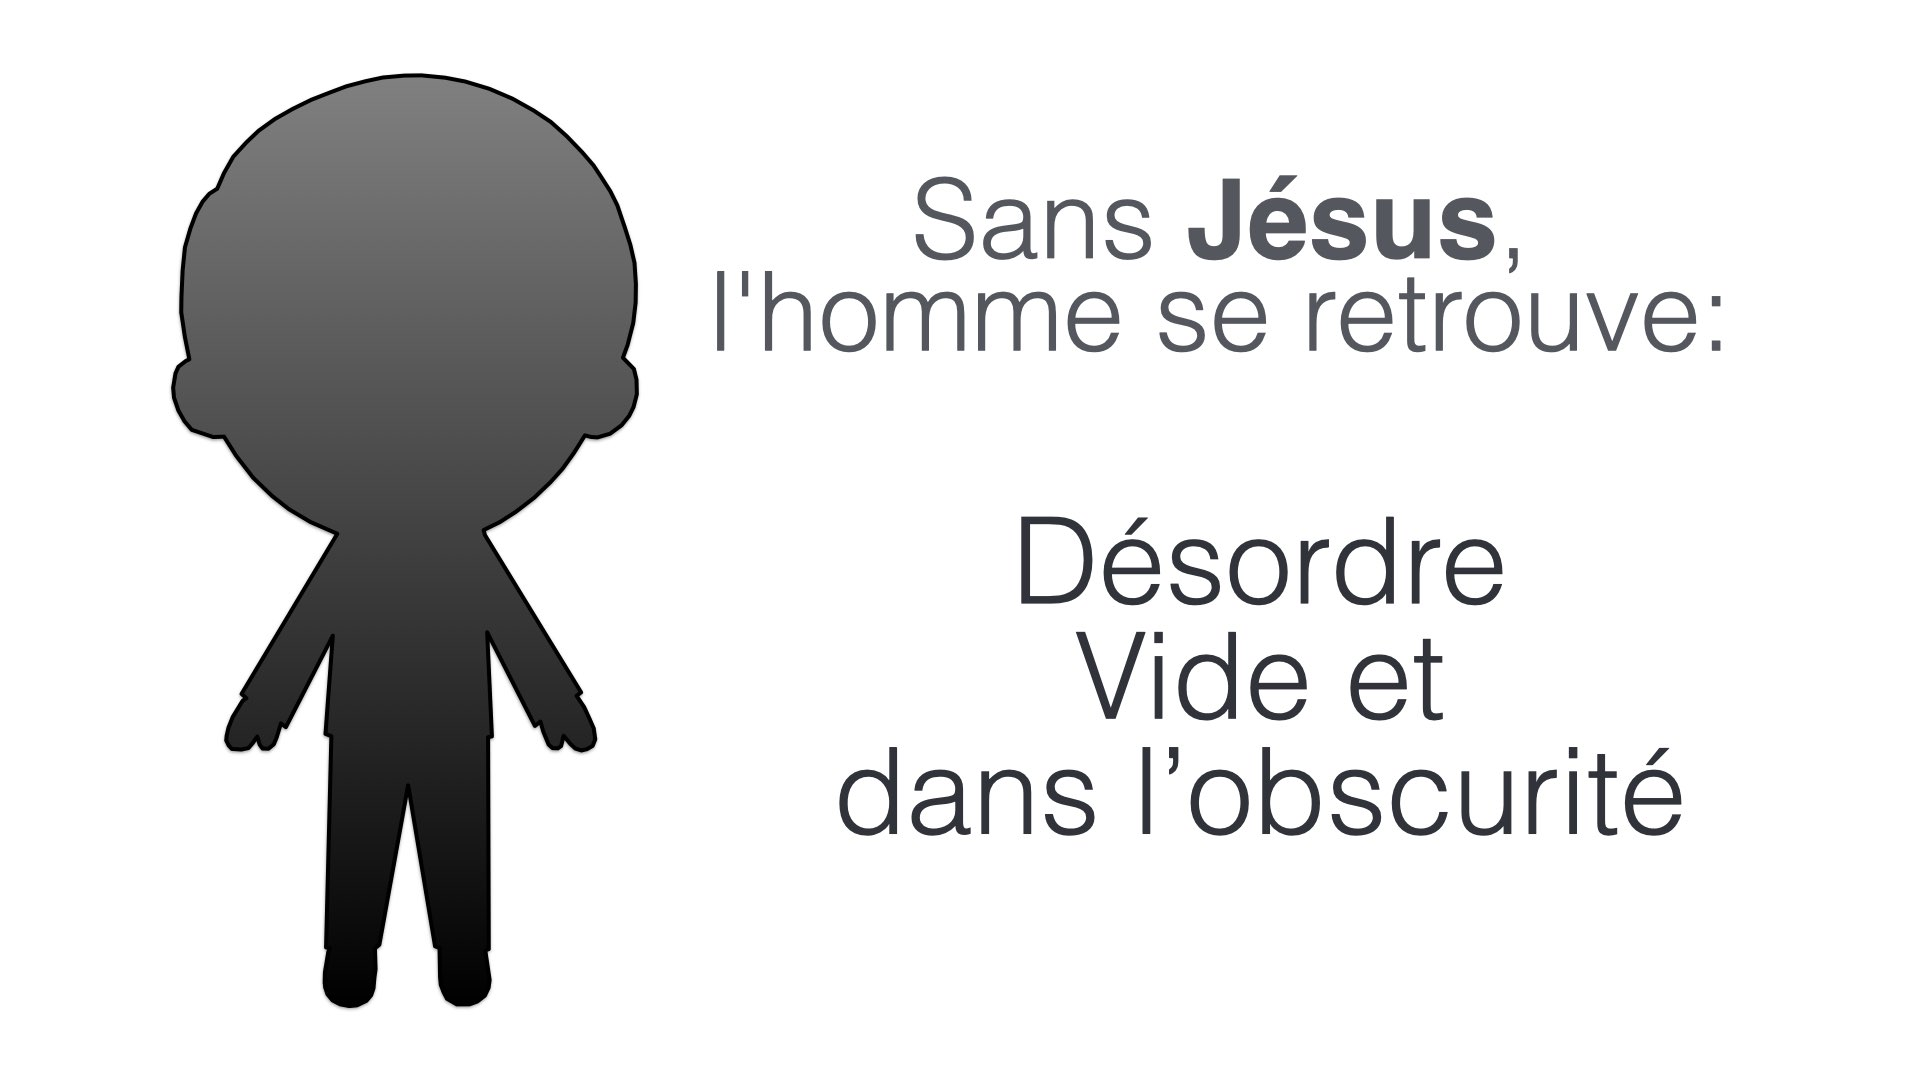 Sans Jésus,
l'homme se retrouve:
Désordre
Vide et
dans l’obscurité